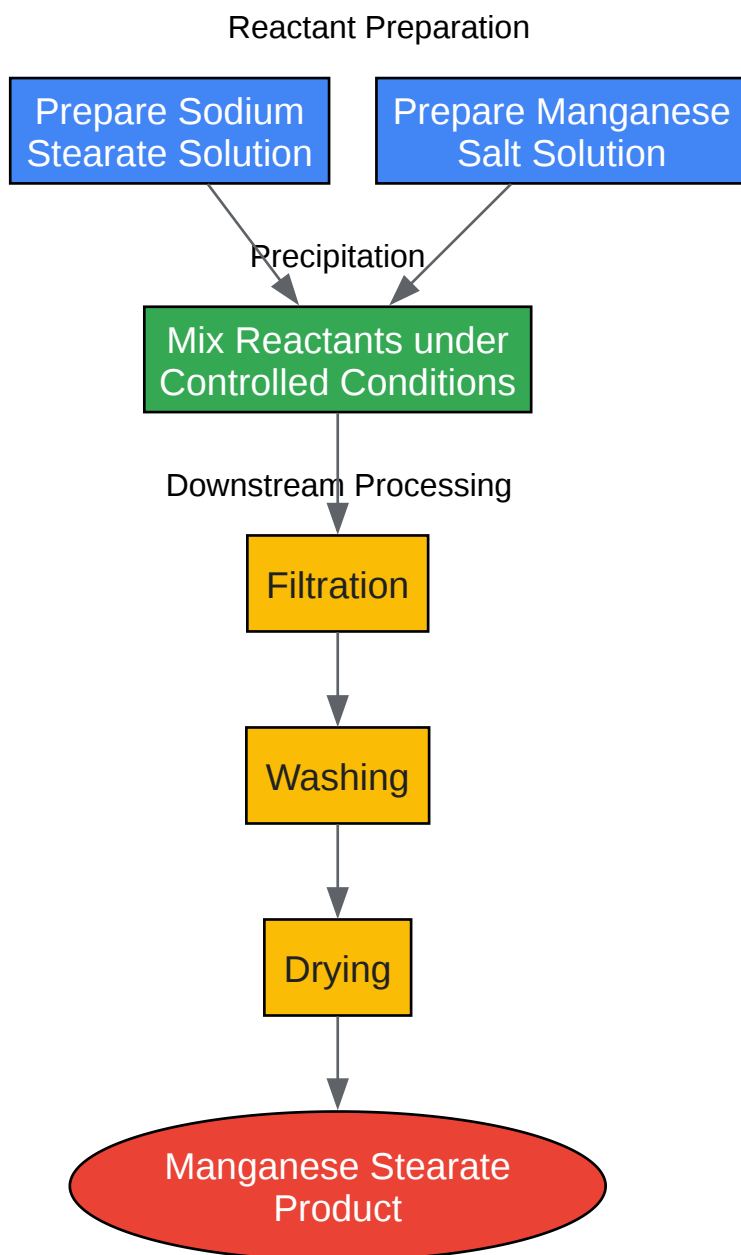 Reactant Preparation
Prepare Sodium
Stearate Solution
Prepare Manganese
Salt Solution
Precipitation
Mix Reactants under
Controlled Conditions
Downstream Processing
Filtration
Washing
Drying
Manganese Stearate
Product